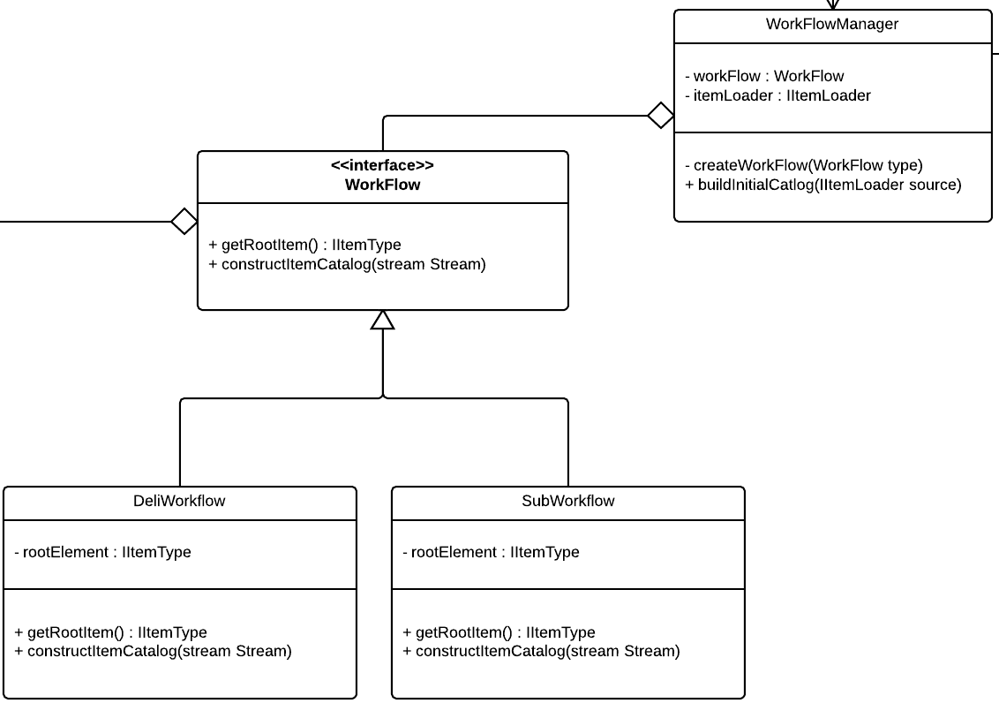 WorkFlowManager
- workFlow : WorkFlow
- itemLoader : IItemLoader
- createWorkFlow(WorkFlow type)
+ buildInitialCatlog(IItemLoader source)
<<interface>>
WorkFlow
+ getRootItem() : IItemType
+ constructItemCatalog(stream Stream)
DeliWorkflow
- rootElement : IItemType
+ getRootItem() : IItemType
+ constructItemCatalog(stream Stream)
SubWorkflow
- rootElement : IItemType
+ getRootItem() : IItemType
+ constructItemCatalog(stream Stream)